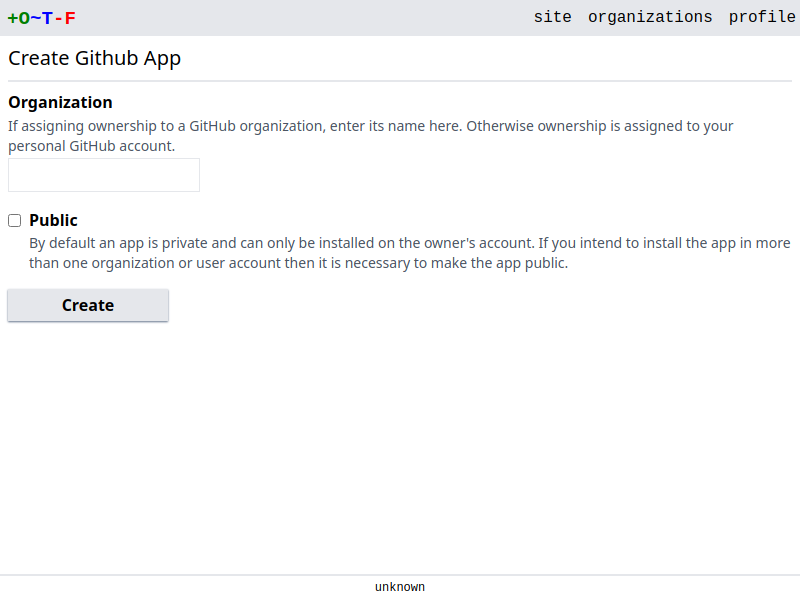 +O~T-F site organizations profile
Create Github App
Organization
If assigning ownership to a GitHub organization, enter its name here. Otherwise ownership is assigned to your
personal GitHub account.
Public
By default an app is private and can only be installed on the owner's account. If you intend to install the app in more
than one organization or user account then it is necessary to make the app public.
Create
unknown